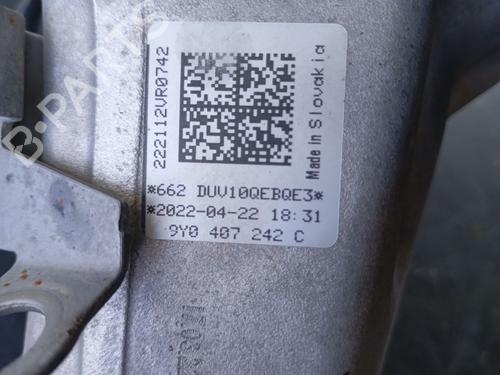 222112VR0742
Made in Slovakia
*662 DUV10QEBQE3*
*2022-04-22 18:31
9Y0 407 242 C
B-PARTS